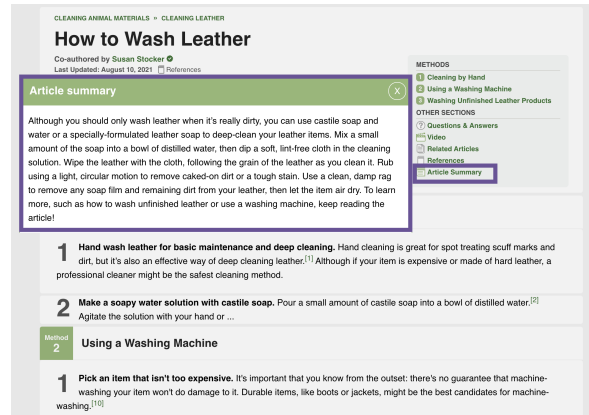 CLEANING ANIMAL MATERIALS » CLEANING LEATHER
How to Wash Leather
Co-authored by Susan Stocker
Last Updated: August 10, 2021 References
METHODS
1 Cleaning by Hand
2 Using a Washing Machine
3 Washing Unfinished Leather Products
OTHER SECTIONS
Questions & Answers
Video
Related Articles
References
Article Summary
Article summary X
Although you should only wash leather when it's really dirty, you can use castile soap and
water or a specially-formulated leather soap to deep-clean your leather items. Mix a small
amount of the soap into a bowl of distilled water, then dip a soft, lint-free cloth in the cleaning
solution. Wipe the leather with the cloth, following the grain of the leather as you clean it. Rub
using a light, circular motion to remove caked-on dirt or a tough stain. Use a clean, damp rag
to remove any soap film and remaining dirt from your leather, then let the item air dry. To learn
more, such as how to wash unfinished leather or use a washing machine, keep reading the
article!
1 Hand wash leather for basic maintenance and deep cleaning. Hand cleaning is great for spot treating scuff marks and
dirt, but it's also an effective way of deep cleaning leather.[1] Although if your item is expensive or made of hard leather, a
professional cleaner might be the safest cleaning method.
2 Make a soapy water solution with castile soap. Pour a small amount of castile soap into a bowl of distilled water.[2]
Agitate the solution with your hand or ...
Method
2 Using a Washing Machine
1 Pick an item that isn't too expensive. It's important that you know from the outset: there's no guarantee that machine-
washing your item won't do damage to it. Durable items, like boots or jackets, might be the best candidates for machine-
washing.[10]